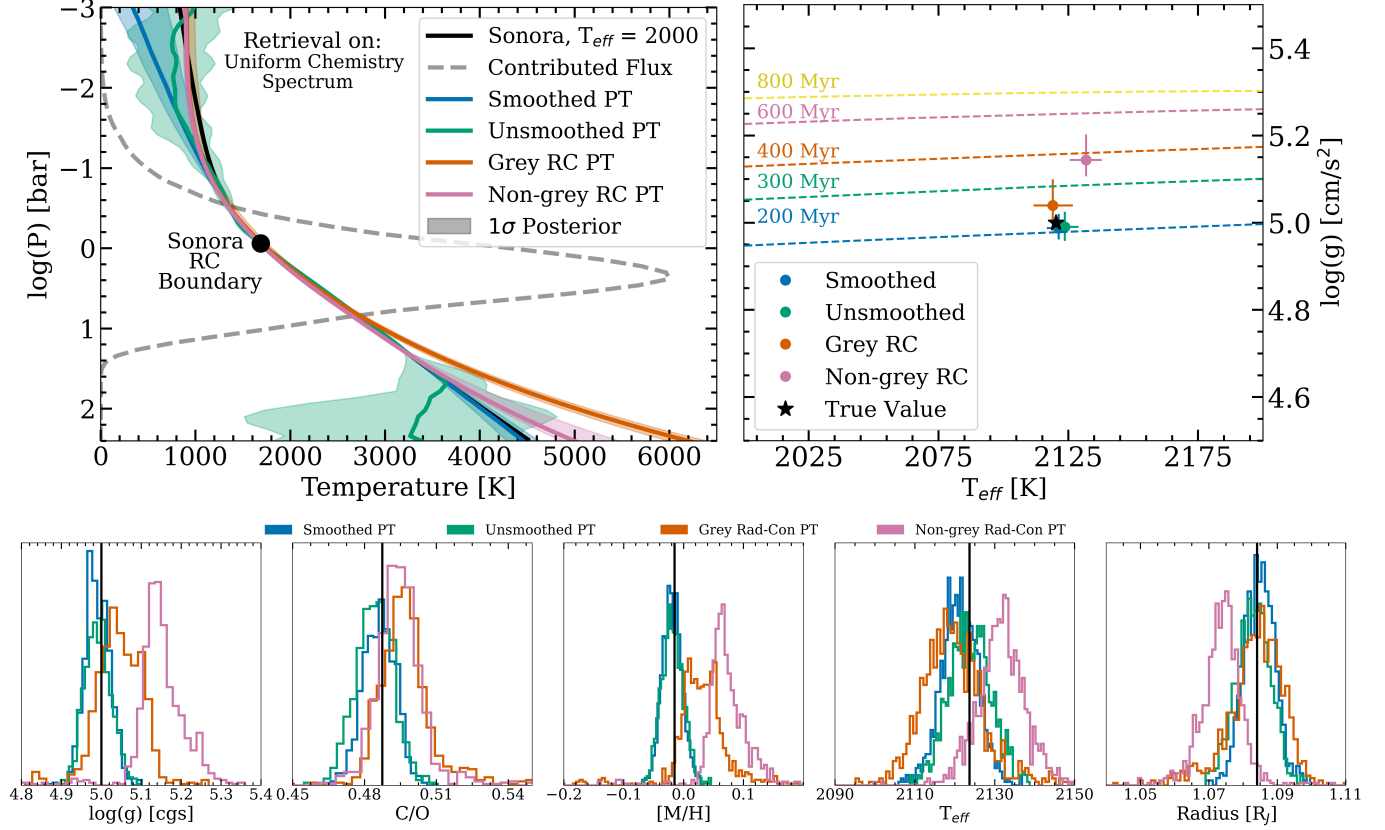 Retrieval on:
Uniform Chemistry
Spectrum
Sonora, T_eff = 2000
Contributed Flux
Smoothed PT
Unsmoothed PT
Grey RC PT
Non-grey RC PT
1σ Posterior
Sonora
RC
Boundary
−3
−2
−1
0
1
2
log(P) [bar]
0 1000 2000 3000 4000 5000 6000
Temperature [K]
800 Myr
600 Myr
400 Myr
300 Myr
200 Myr
Smoothed
Unsmoothed
Grey RC
Non-grey RC
True Value
5.4
5.2
5.0
4.8
4.6
log(g) [cm/s²]
2025 2075 2125 2175
T_eff [K]
Smoothed PT Unsmoothed PT Grey Rad-Con PT Non-grey Rad-Con PT
4.8 4.9 5.0 5.1 5.2 5.3 5.4
log(g) [cgs]
0.45 0.48 0.51 0.54
C/O
−0.2 −0.1 0.0 0.1
[M/H]
2090 2110 2130 2150
T_eff
1.05 1.07 1.09 1.11
Radius [R_J]